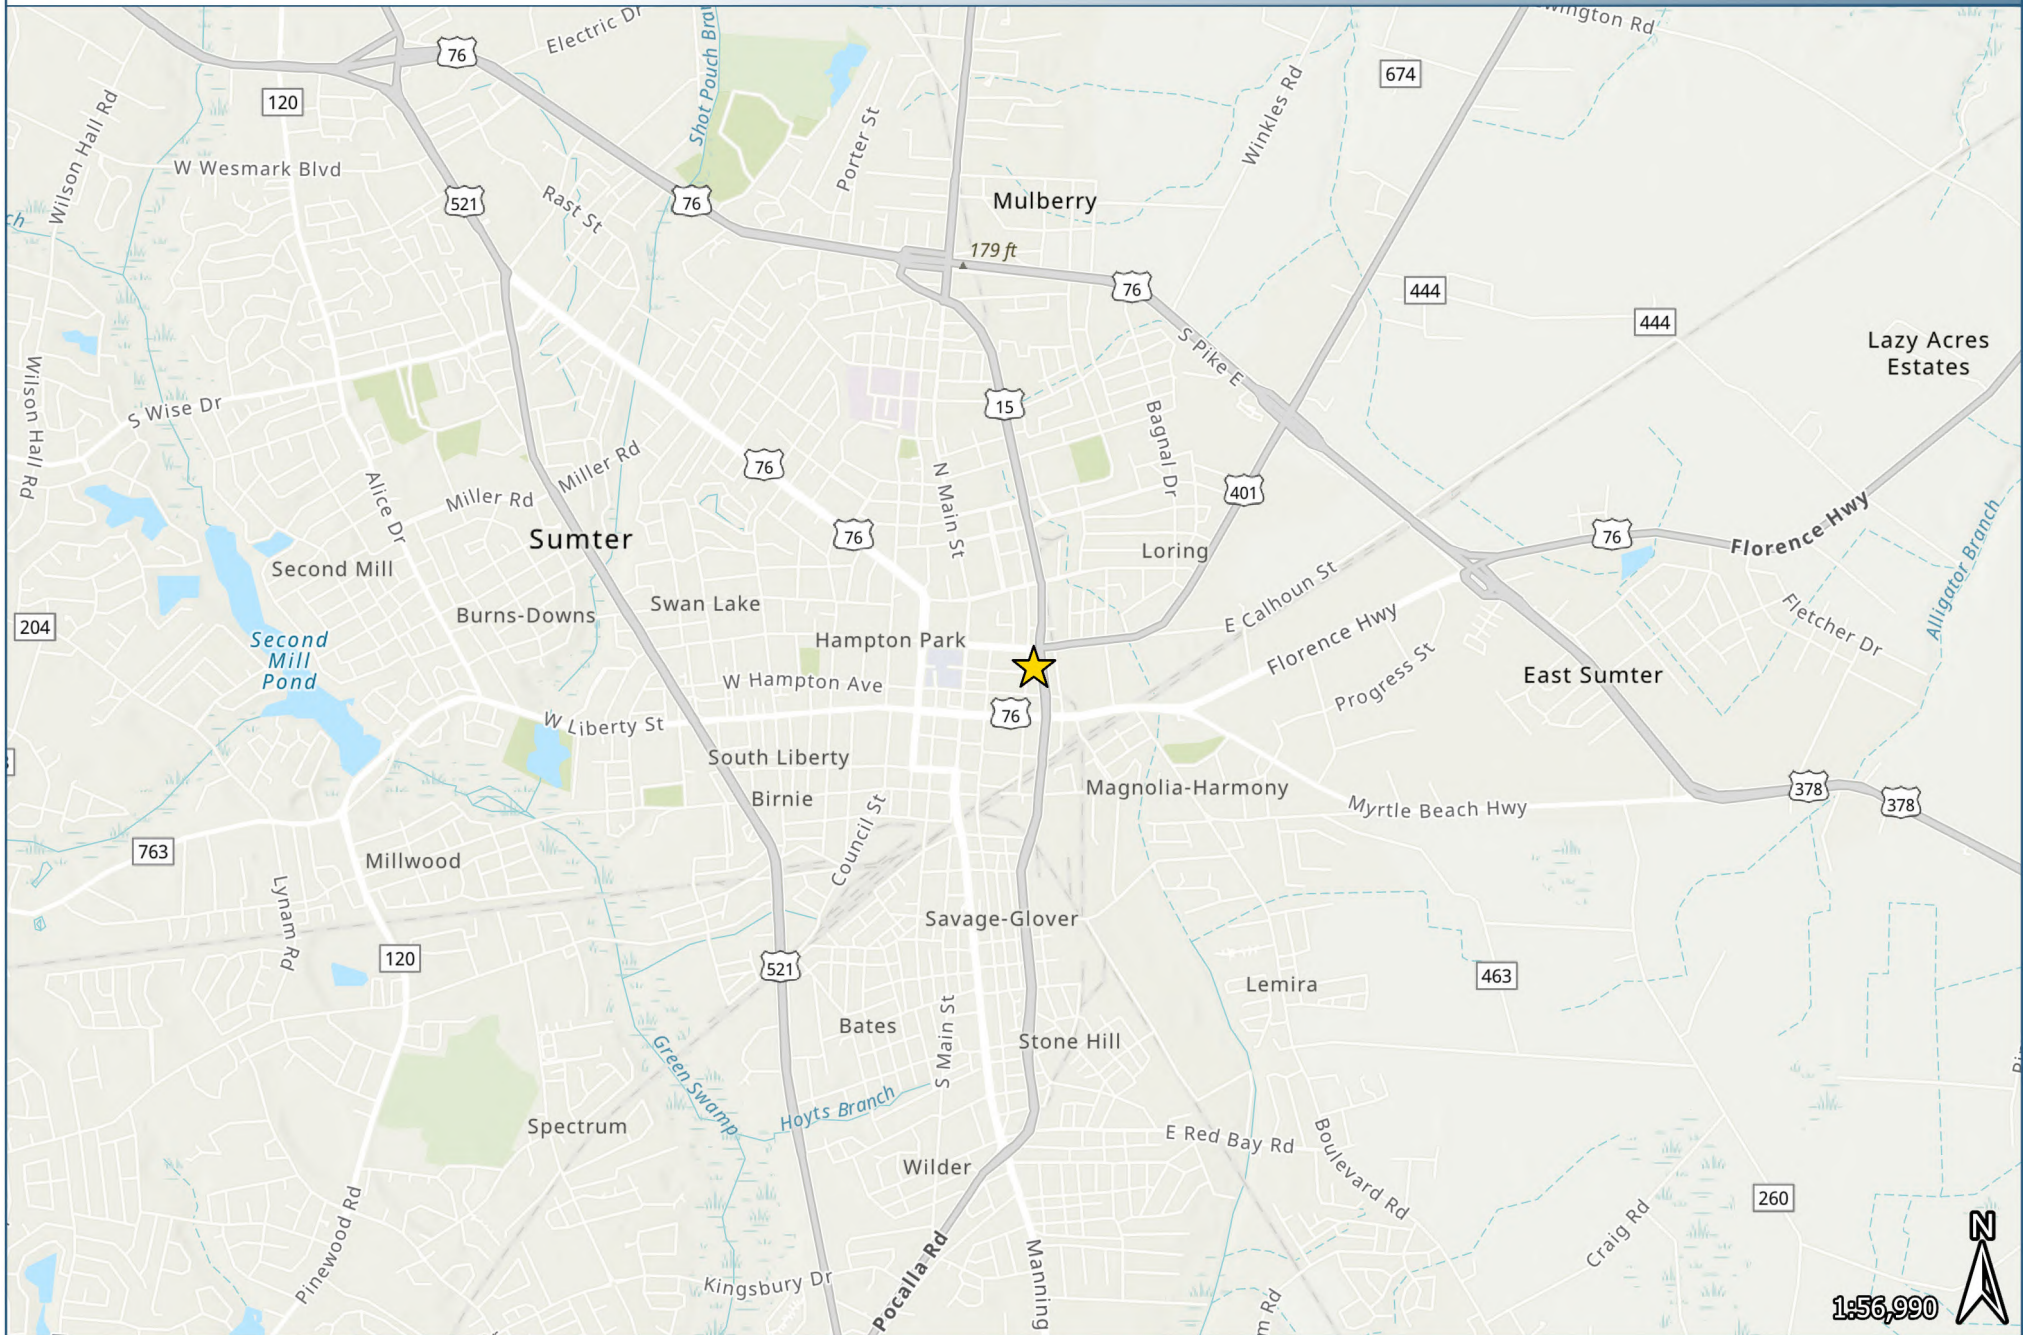 Electric Dr
wington Rd
76
674
120
Shot Pouch Bra
Wilson Hall Rd
Porter St
Winkles Rd
W Wesmark Blvd
521
Rast St
76
Mulberry
ch
179 ft
76
444
444
S Pike E
Lazy Acres
Estates
Wilson Hall Rd
S Wise Dr
15
Bagnal Dr
Miller Rd
76
N Main St
401
Alice Dr
Miller Rd
Sumter
76
76
Florence Hwy
Loring
Alligator Branch
Second Mill
E Calhoun St
Swan Lake
Burns-Downs
204
Hampton Park
Florence Hwy
Fletcher Dr
Second
Mill
Pond
W Hampton Ave
Progress St
East Sumter
76
W Liberty St
South Liberty
Magnolia-Harmony
378
378
Birnie
Myrtle Beach Hwy
Council St
763
Millwood
Lynam Rd
Savage-Glover
120
521
463
Lemira
Bates
S Main St
Stone Hill
Green Swamp
Hoyts Branch
Spectrum
E Red Bay Rd
Boulevard Rd
Wilder
260
Pinewood Rd
Craig Rd
N
Pocalla Rd
Manning
Kingsbury Dr
m Rd
1:56,990